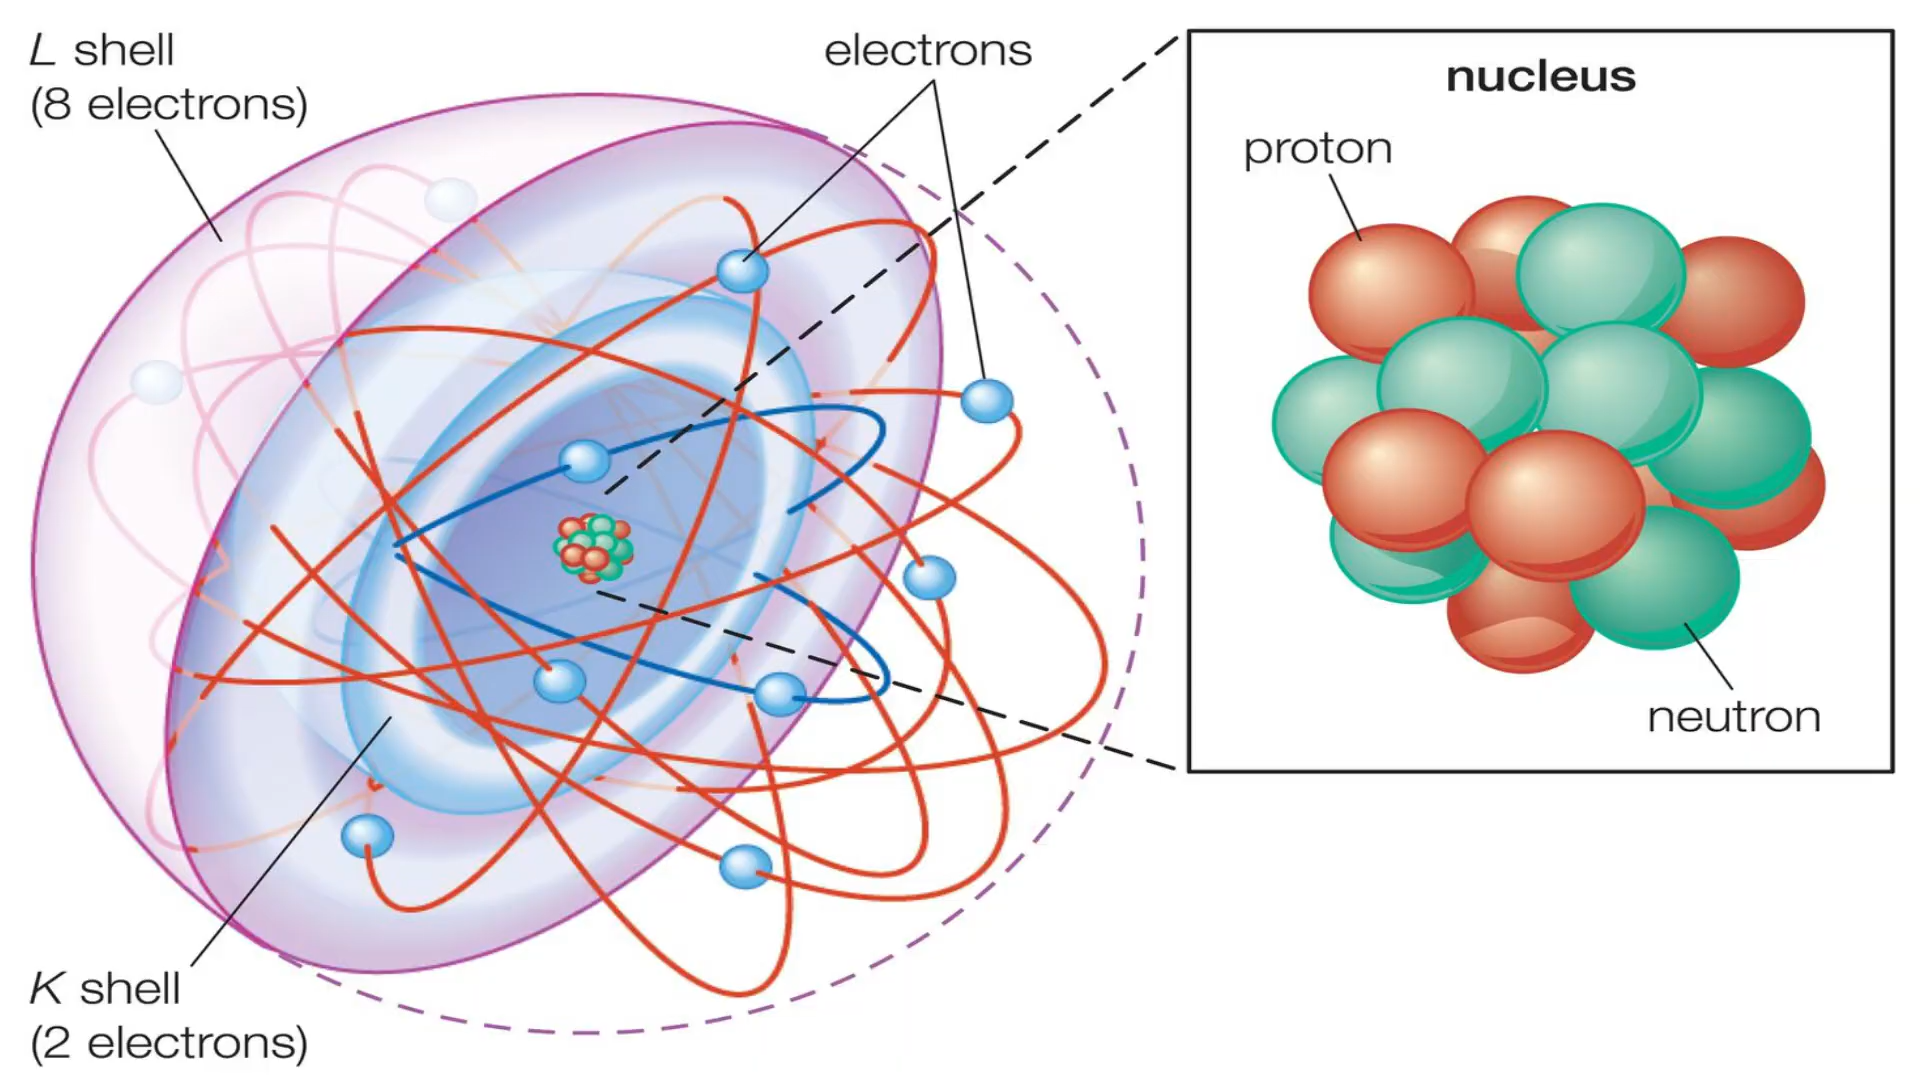 L shell
(8 electrons)
electrons
nucleus
proton
neutron
K shell
(2 electrons)